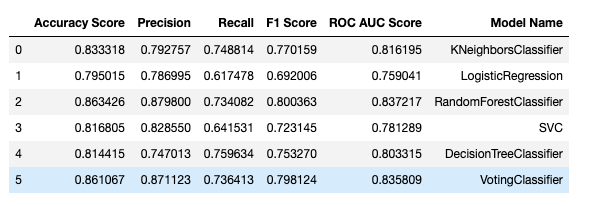 Accuracy Score Precision Recall F1 Score ROC AUC Score Model Name
0 0.833318 0.792757 0.748814 0.770159 0.816195 KNeighborsClassifier
1 0.795015 0.786995 0.617478 0.692006 0.759041 LogisticRegression
2 0.863426 0.879800 0.734082 0.800363 0.837217 RandomForestClassifier
3 0.816805 0.828550 0.641531 0.723145 0.781289 SVC
4 0.814415 0.747013 0.759634 0.753270 0.803315 DecisionTreeClassifier
5 0.861067 0.871123 0.736413 0.798124 0.835809 VotingClassifier